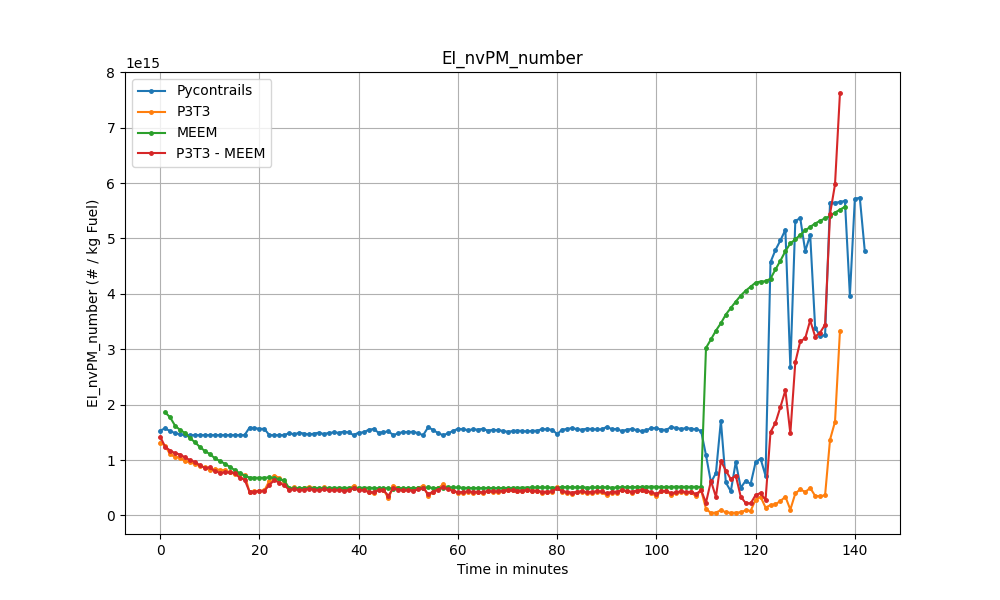 EI_nvPM_number
1e15
8
7
6
5
4
3
2
1
0
EI_nvPM_number (# / kg Fuel)
Pycontrails
P3T3
MEEM
P3T3 - MEEM
0 20 40 60 80 100 120 140
Time in minutes